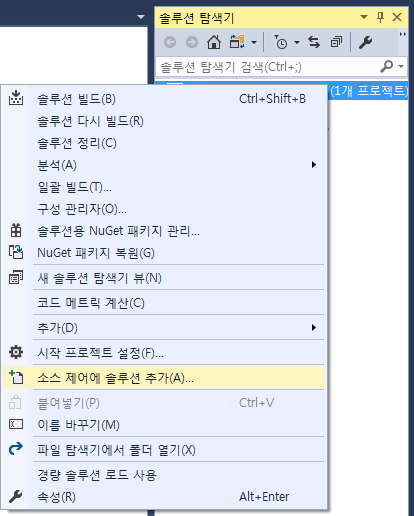 솔루션 탐색기
솔루션 탐색기 검색(Ctrl+;)
(1개 프로젝트)
솔루션 빌드(B) Ctrl+Shift+B
솔루션 다시 빌드(R)
솔루션 정리(C)
분석(A)
일괄 빌드(T)...
구성 관리자(O)...
솔루션용 NuGet 패키지 관리...
NuGet 패키지 복원(G)
새 솔루션 탐색기 뷰(N)
코드 메트릭 계산(C)
추가(D)
시작 프로젝트 설정(F)...
소스 제어에 솔루션 추가(A)...
붙여넣기(P) Ctrl+V
이름 바꾸기(M)
파일 탐색기에서 폴더 열기(X)
경량 솔루션 로드 사용
속성(R) Alt+Enter